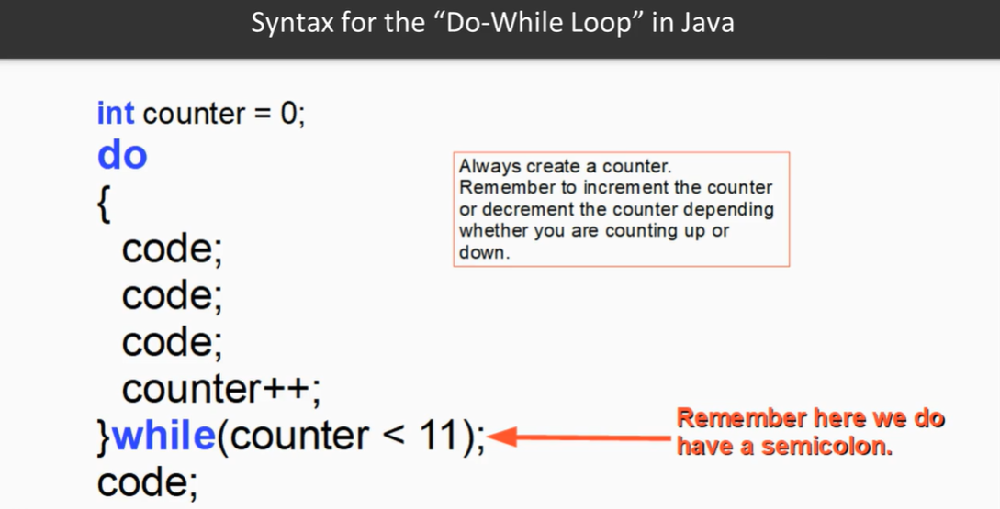 Syntax for the “Do-While Loop” in Java
int counter = 0;
do
{
code;
code;
code;
counter++;
}while(counter < 11);
code;
Always create a counter.
Remember to increment the counter
or decrement the counter depending
whether you are counting up or
down.
Remember here we do
have a semicolon.